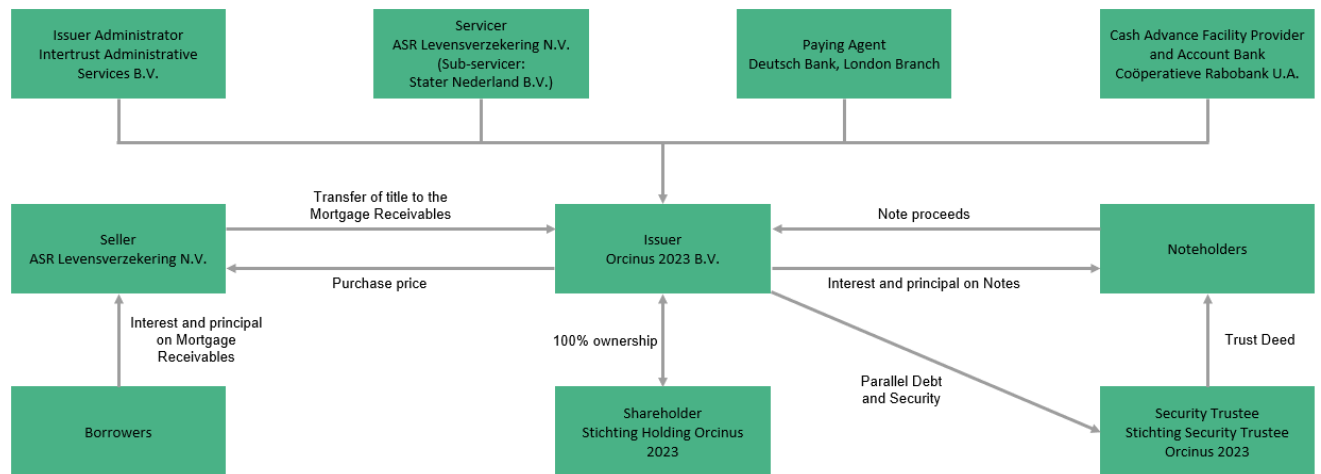 Issuer Administrator
Intertrust Administrative
Services B.V.
Servicer
ASR Levensverzekering N.V.
(Sub-servicer:
Stater Nederland B.V.)
Paying Agent
Deutsch Bank, London Branch
Cash Advance Facility Provider
and Account Bank
Coöperatieve Rabobank U.A.
Transfer of title to the
Mortgage Receivables
Note proceeds
Seller
ASR Levensverzekering N.V.
Issuer
Orcinus 2023 B.V.
Noteholders
Purchase price
Interest and principal on Notes
Interest and principal
on Mortgage
Receivables
100% ownership
Trust Deed
Parallel Debt
and Security
Borrowers
Shareholder
Stichting Holding Orcinus
2023
Security Trustee
Stichting Security Trustee
Orcinus 2023